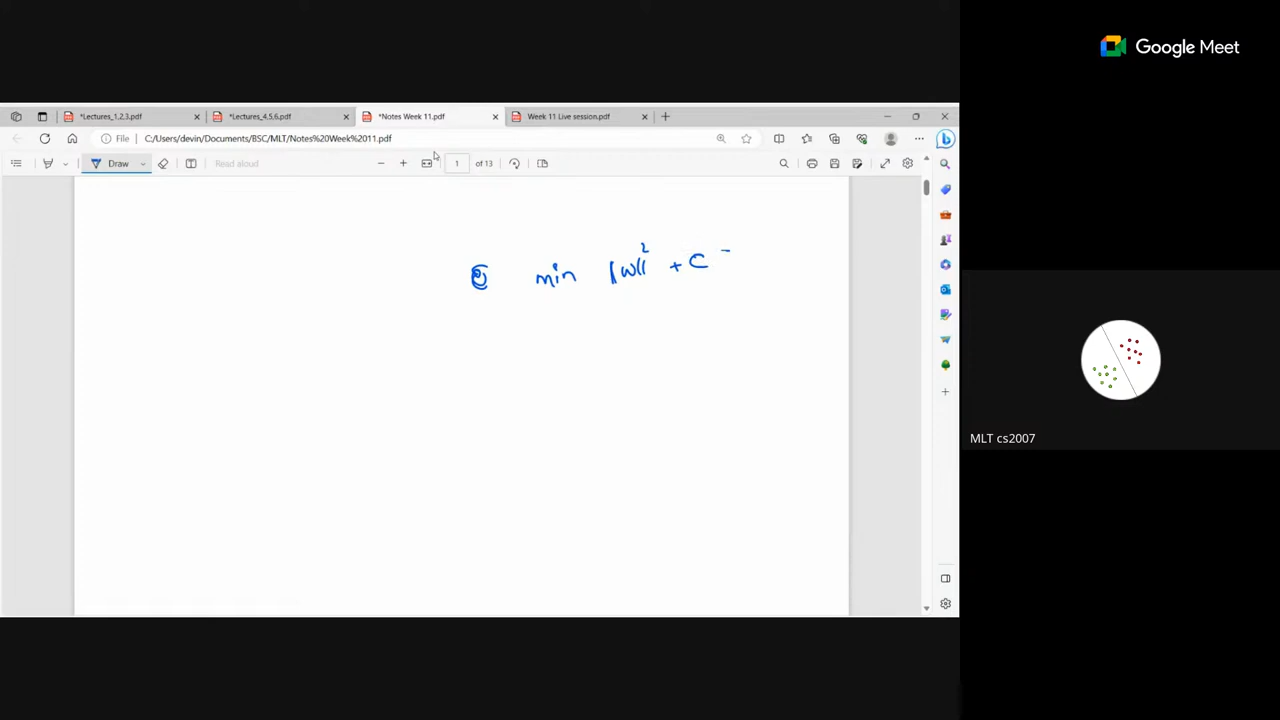 Google Meet
*Lectures_1,2,3.pdf
*Lectures_4,5,6.pdf
*Notes Week 11.pdf
Week 11 Live session.pdf
File
C:/Users/devin/Documents/BSC/MLT/Notes%20Week%2011.pdf
Draw
Read aloud
1
of 13
min ||w||² + C
MLT cs2007